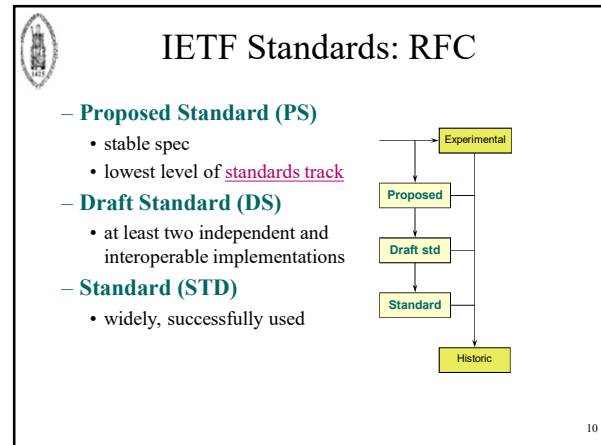 IETF Standards: RFC
– Proposed Standard (PS)
• stable spec
• lowest level of standards track
– Draft Standard (DS)
• at least two independent and
interoperable implementations
– Standard (STD)
• widely, successfully used
Experimental
Proposed
Draft std
Standard
Historic
1425
10